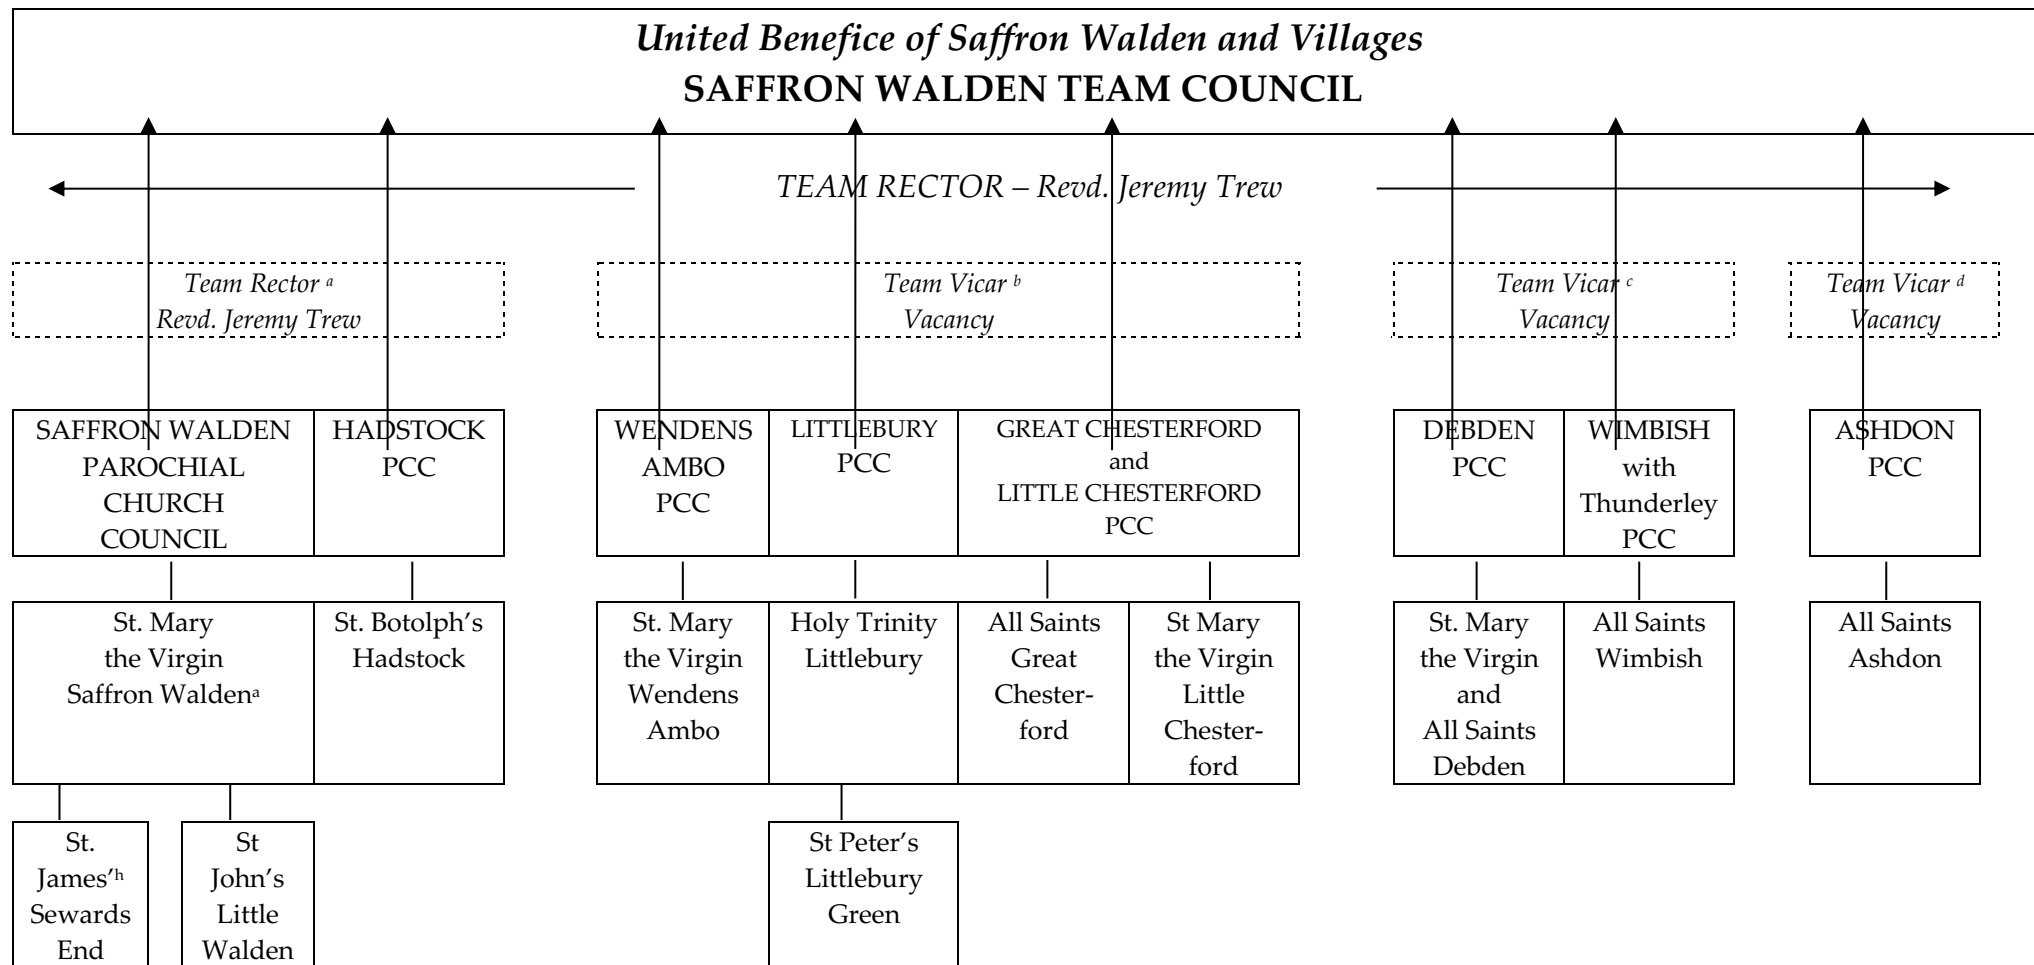 United Benefice of Saffron Walden and Villages
SAFFRON WALDEN TEAM COUNCIL
TEAM RECTOR – Revd. Jeremy Trew
Team Rector ᵃ
Revd. Jeremy Trew
Team Vicar ᵇ
Vacancy
Team Vicar ᶜ
Vacancy
Team Vicar ᵈ
Vacancy
SAFFRON WALDEN
PAROCHIAL
CHURCH
COUNCIL
HADSTOCK
PCC
WENDENS
AMBO
PCC
LITTLEBURY
PCC
GREAT CHESTERFORD
and
LITTLE CHESTERFORD
PCC
DEBDEN
PCC
WIMBISH
with
Thunderley
PCC
ASHDON
PCC
St. Mary
the Virgin
Saffron Waldenᵃ
St. Botolph’s
Hadstock
St. Mary
the Virgin
Wendens
Ambo
Holy Trinity
Littlebury
All Saints
Great
Chester-
ford
St Mary
the Virgin
Little
Chester-
ford
St. Mary
the Virgin
and
All Saints
Debden
All Saints
Wimbish
All Saints
Ashdon
St.
James’ʰ
Sewards
End
St
John’s
Little
Walden
St Peter’s
Littlebury
Green